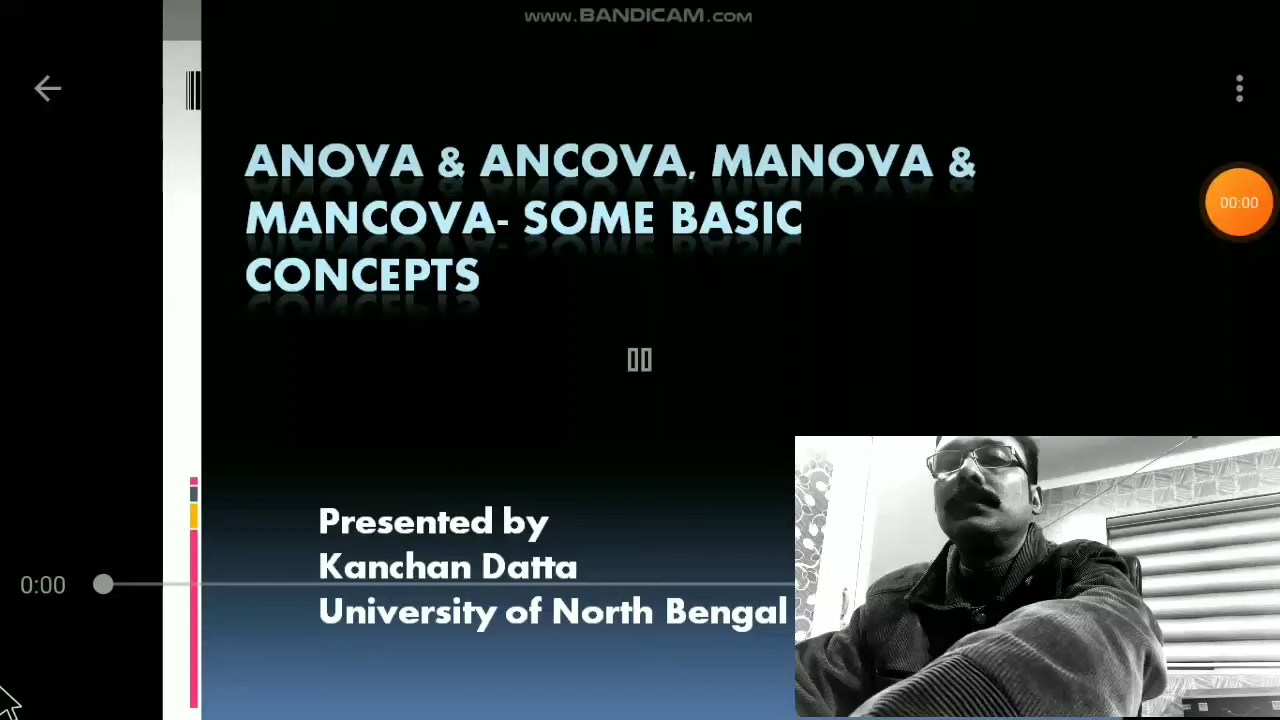 www.BANDICAM.com
ANOVA & ANCOVA, MANOVA &
MANCOVA- SOME BASIC
CONCEPTS
00:00
Presented by
Kanchan Datta
University of North Bengal
0:00